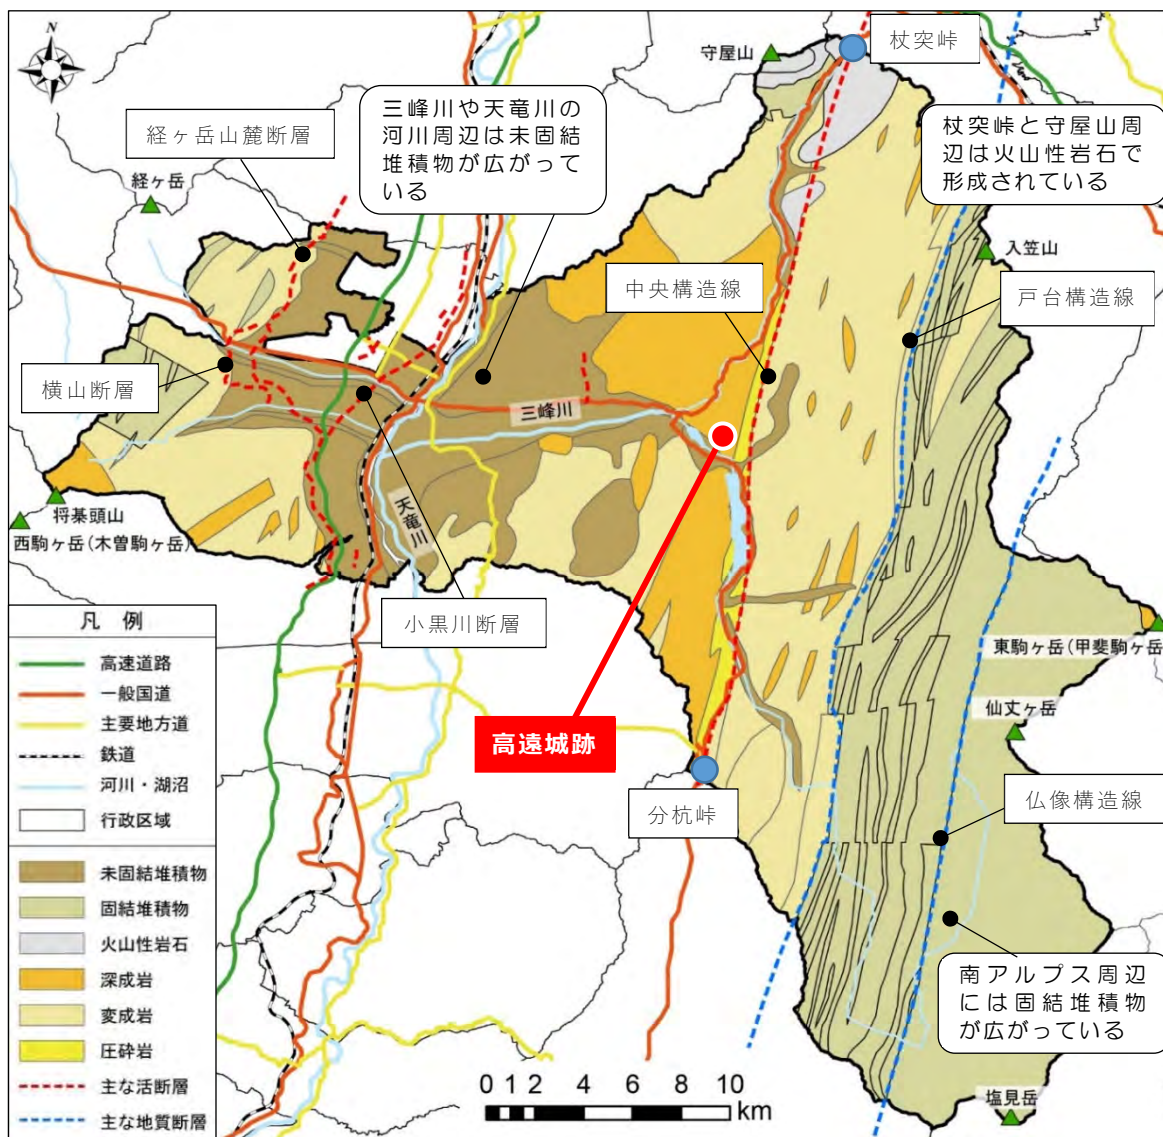 N
守屋山
杖突峠
三峰川や天竜川の
河川周辺は未固結
堆積物が広がって
いる
経ヶ岳山麓断層
杖突峠と守屋山周
辺は火山性岩石で
形成されている
経ヶ岳
入笠山
中央構造線
戸台構造線
横山断層
三峰川
天竜川
将棊頭山
西駒ヶ岳(木曽駒ヶ岳)
小黒川断層
東駒ヶ岳(甲斐駒ヶ岳
仙丈ヶ岳
高遠城跡
分杭峠
仏像構造線
南アルプス周辺
には固結堆積物
が広がっている
塩見岳
凡 例
高速道路
一般国道
主要地方道
鉄道
河川・湖沼
行政区域
未固結堆積物
固結堆積物
火山性岩石
深成岩
変成岩
圧砕岩
主な活断層
主な地質断層
0 1 2 4 6 8 10
km